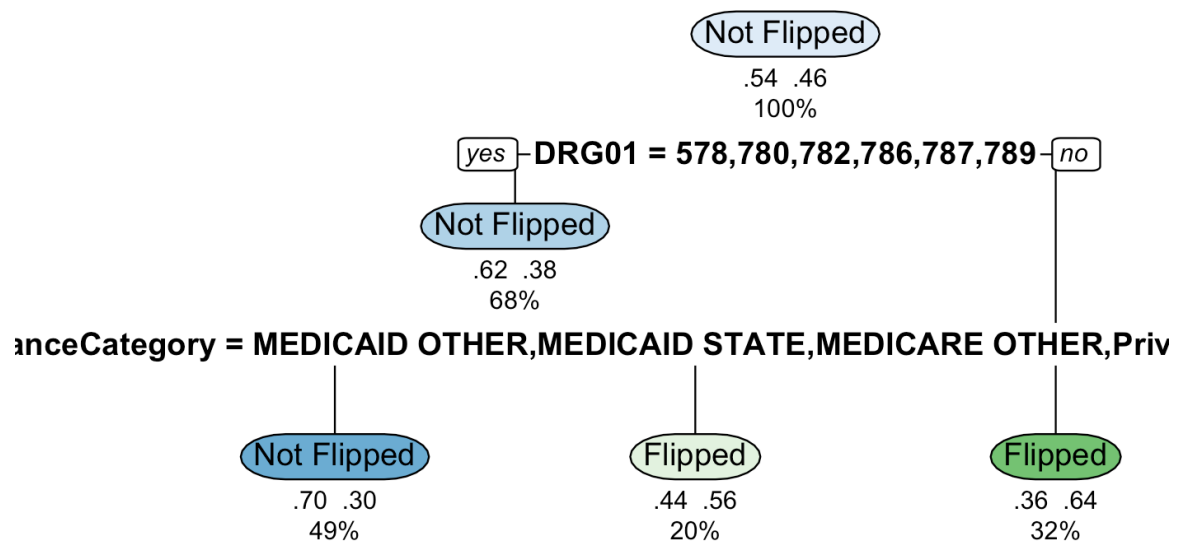 Not Flipped
.54 .46
100%
yes DRG01 = 578,780,782,786,787,789 no
Not Flipped
.62 .38
68%
anceCategory = MEDICAID OTHER,MEDICAID STATE,MEDICARE OTHER,Priv
Not Flipped Flipped Flipped
.70 .30 .44 .56 .36 .64
49% 20% 32%